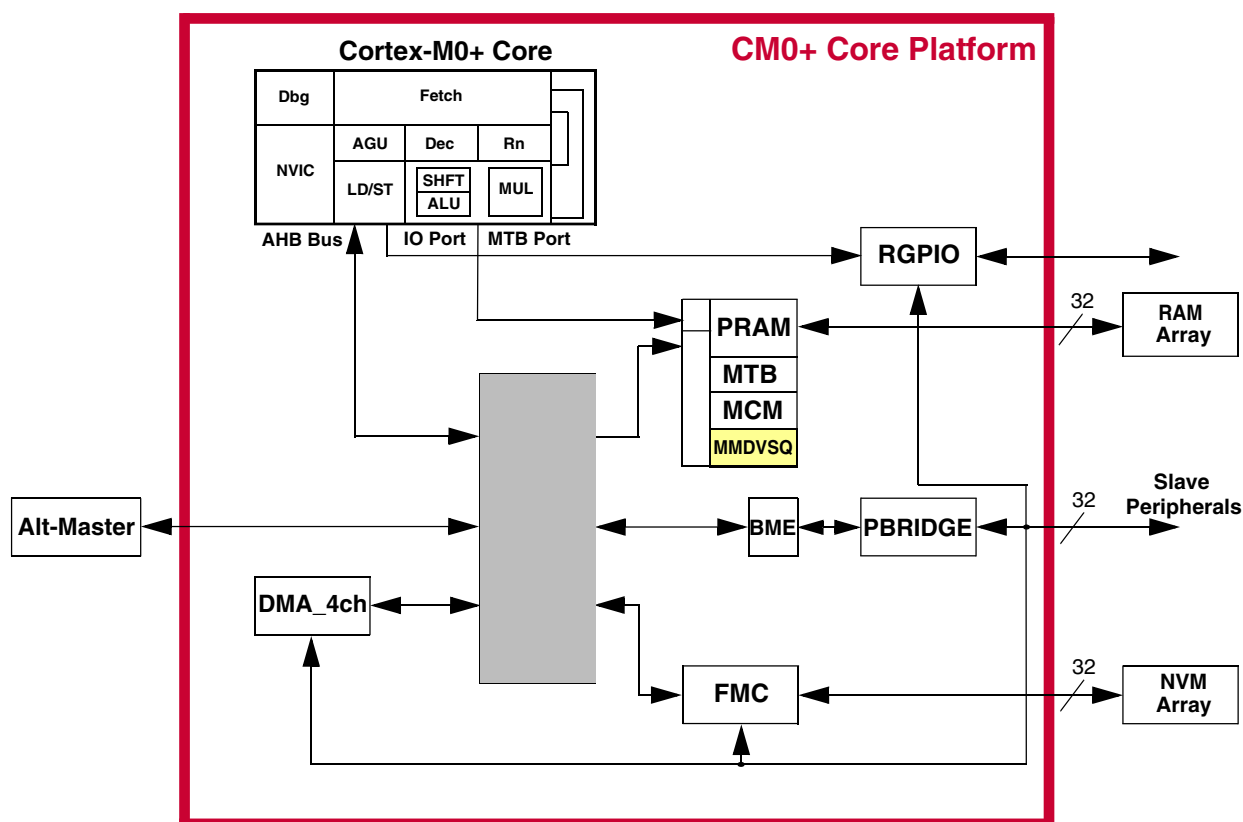 Cortex-M0+ Core
CM0+ Core Platform
Dbg
Fetch
AGU
Dec
Rn
NVIC
LD/ST
SHFT
ALU
MUL
AHB Bus
IO Port
MTB Port
RGPIO
32
RAM
Array
PRAM
MTB
MCM
MMDVSQ
Alt-Master
BME
PBRIDGE
32
Slave
Peripherals
DMA_4ch
FMC
32
NVM
Array